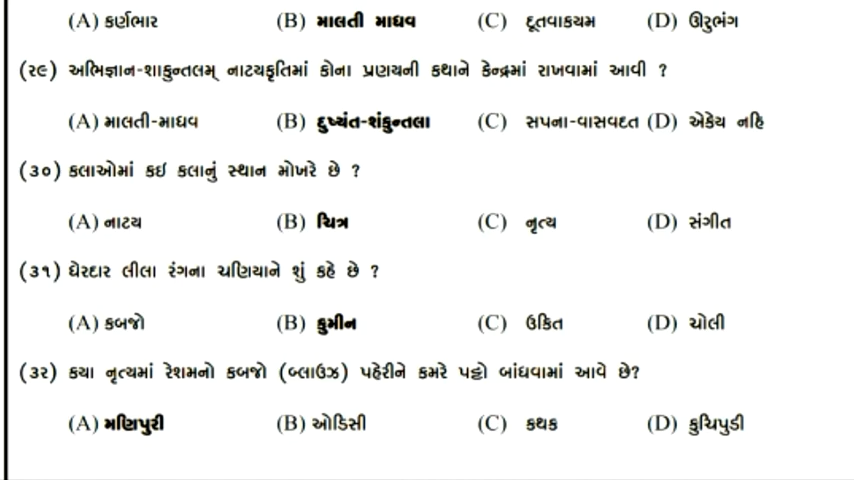 (A) કર્ણભાર (B) માલતી માધવ (C) દૂતવાકયમ (D) ઊરુભંગ
(૨૯) અભિજ્ઞાન-શાકુન્તલમ્ નાટયકૃતિમાં કોના પ્રણયની કથાને કેન્દ્રમાં રાખવામાં આવી ?
(A) માલતી-માધવ (B) દુષ્યંત-શંકુન્તલા (C) સપના-વાસવદત (D) એકેય નહિ
(૩૦) કલાઓમાં કઈ કલાનું સ્થાન મોખરે છે ?
(A) નાટય (B) ચિત્ર (C) નૃત્ય (D) સંગીત
(૩૧) ઘેરદાર લીલા રંગના ચણિયાને શું કહે છે ?
(A) કબજો (B) કુમીન (C) ઉકિત (D) ચોલી
(૩૨) કયા નૃત્યમાં રેશમનો કબજો (બ્લાઉઝ) પહેરીને કમરે પટ્ટો બાંધવામાં આવે છે?
(A) મણિપુરી (B) ઓડિસી (C) કથક (D) કુચિપુડી